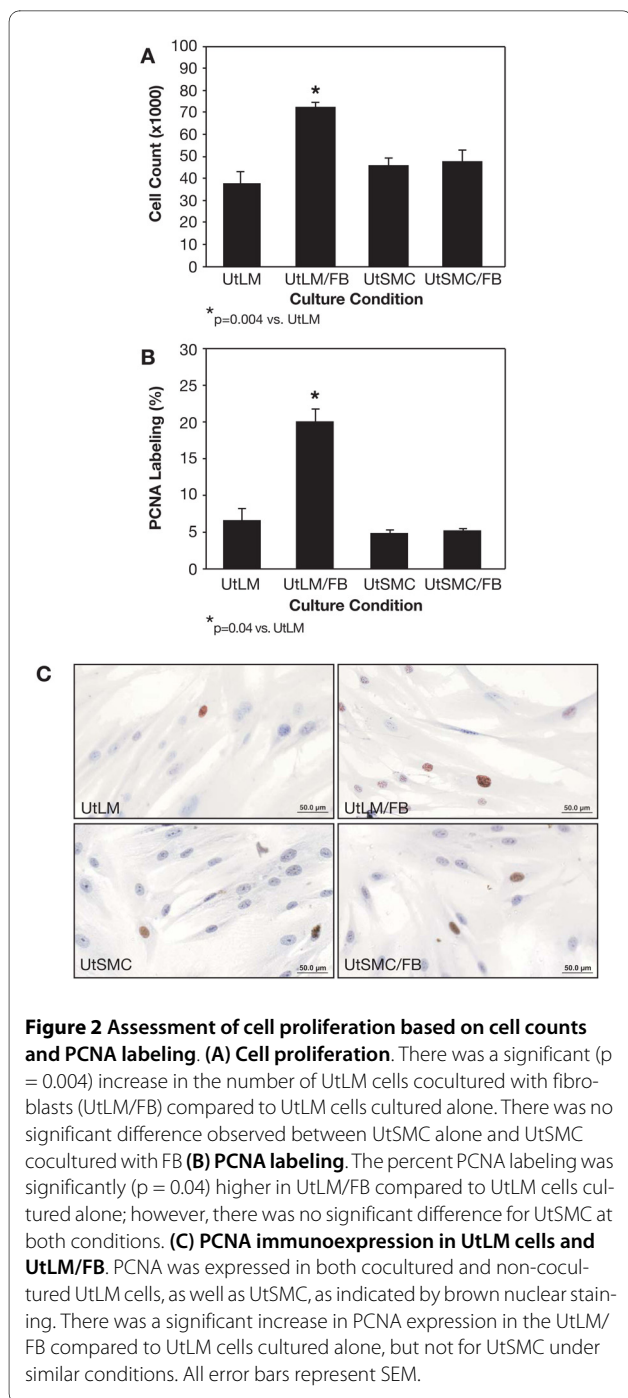 A
Cell Count (x1000)
100
90
80
70
60
50
40
30
20
10
0
*
UtLM UtLM/FB UtSMC UtSMC/FB
Culture Condition
*p=0.004 vs. UtLM
B
PCNA Labeling (%)
30
25
20
15
10
5
0
*
UtLM UtLM/FB UtSMC UtSMC/FB
Culture Condition
*p=0.04 vs. UtLM
C
UtLM 50.0 µm
UtLM/FB 50.0 µm
UtSMC 50.0 µm
UtSMC/FB 50.0 µm
Figure 2 Assessment of cell proliferation based on cell counts
and PCNA labeling. (A) Cell proliferation. There was a significant (p
= 0.004) increase in the number of UtLM cells cocultured with fibro-
blasts (UtLM/FB) compared to UtLM cells cultured alone. There was no
significant difference observed between UtSMC alone and UtSMC
cocultured with FB (B) PCNA labeling. The percent PCNA labeling was
significantly (p = 0.04) higher in UtLM/FB compared to UtLM cells cul-
tured alone; however, there was no significant difference for UtSMC at
both conditions. (C) PCNA immunoexpression in UtLM cells and
UtLM/FB. PCNA was expressed in both cocultured and non-cocul-
tured UtLM cells, as well as UtSMC, as indicated by brown nuclear stain-
ing. There was a significant increase in PCNA expression in the UtLM/
FB compared to UtLM cells cultured alone, but not for UtSMC under
similar conditions. All error bars represent SEM.